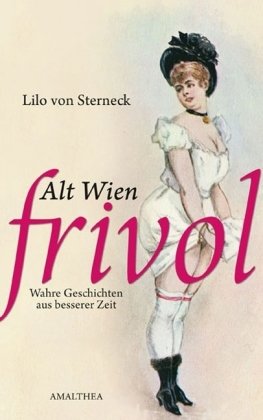 Lilo von Sterneck
Alt Wien
frivol
Wahre Geschichten
aus besserer Zeit
AMALTHEA